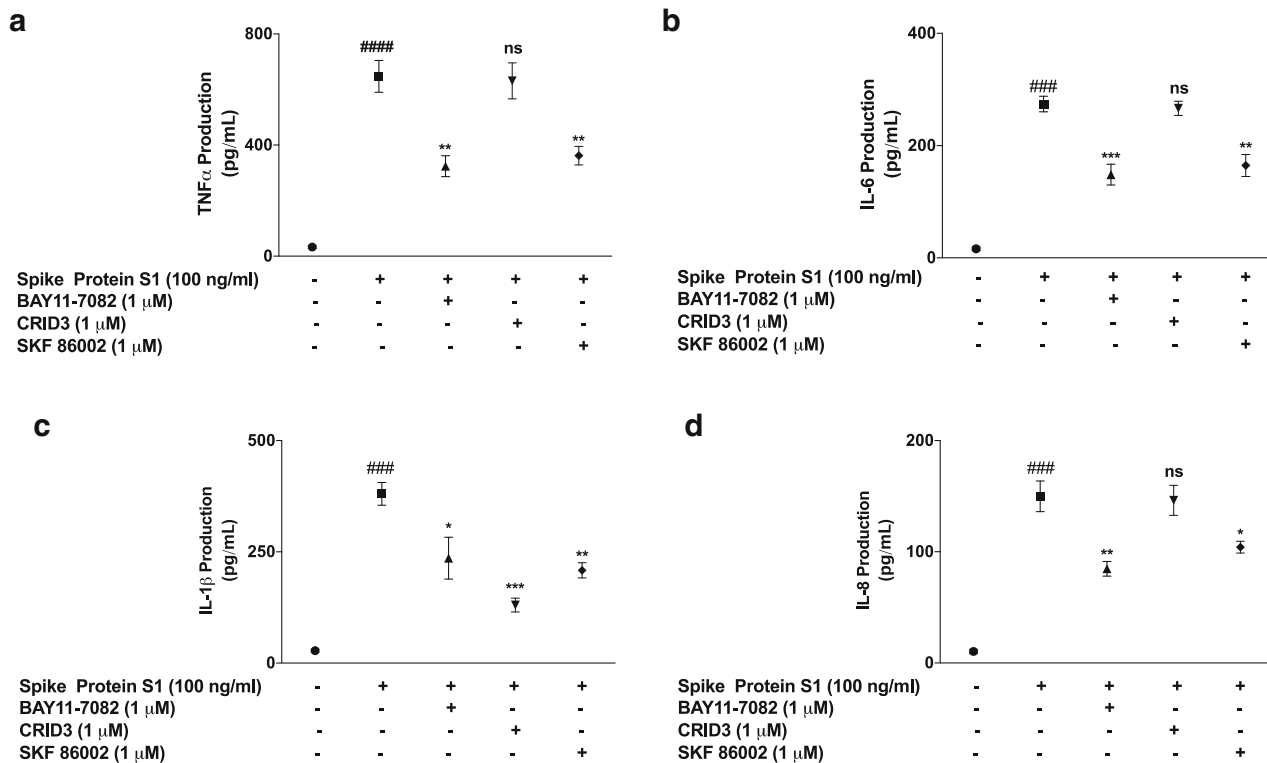 a
TNFα Production
(pg/mL)
800
400
0
####
**
ns
**
Spike Protein S1 (100 ng/ml) - + + + +
BAY11-7082 (1 μM) - - + - -
CRID3 (1 μM) - - - + -
SKF 86002 (1 μM) - - - - +
b
IL-6 Production
(pg/mL)
400
200
0
###
***
ns
**
Spike Protein S1 (100 ng/ml) - + + + +
BAY11-7082 (1 μM) - - + - -
CRID3 (1 μM) - - - + -
SKF 86002 (1 μM) - - - - +
c
IL-1β Production
(pg/mL)
500
250
0
###
*
***
**
Spike Protein S1 (100 ng/ml) - + + + +
BAY11-7082 (1 μM) - - + - -
CRID3 (1 μM) - - - + -
SKF 86002 (1 μM) - - - - +
d
IL-8 Production
(pg/mL)
200
100
0
###
**
ns
*
Spike Protein S1 (100 ng/ml) - + + + +
BAY11-7082 (1 μM) - - + - -
CRID3 (1 μM) - - - + -
SKF 86002 (1 μM) - - - - +